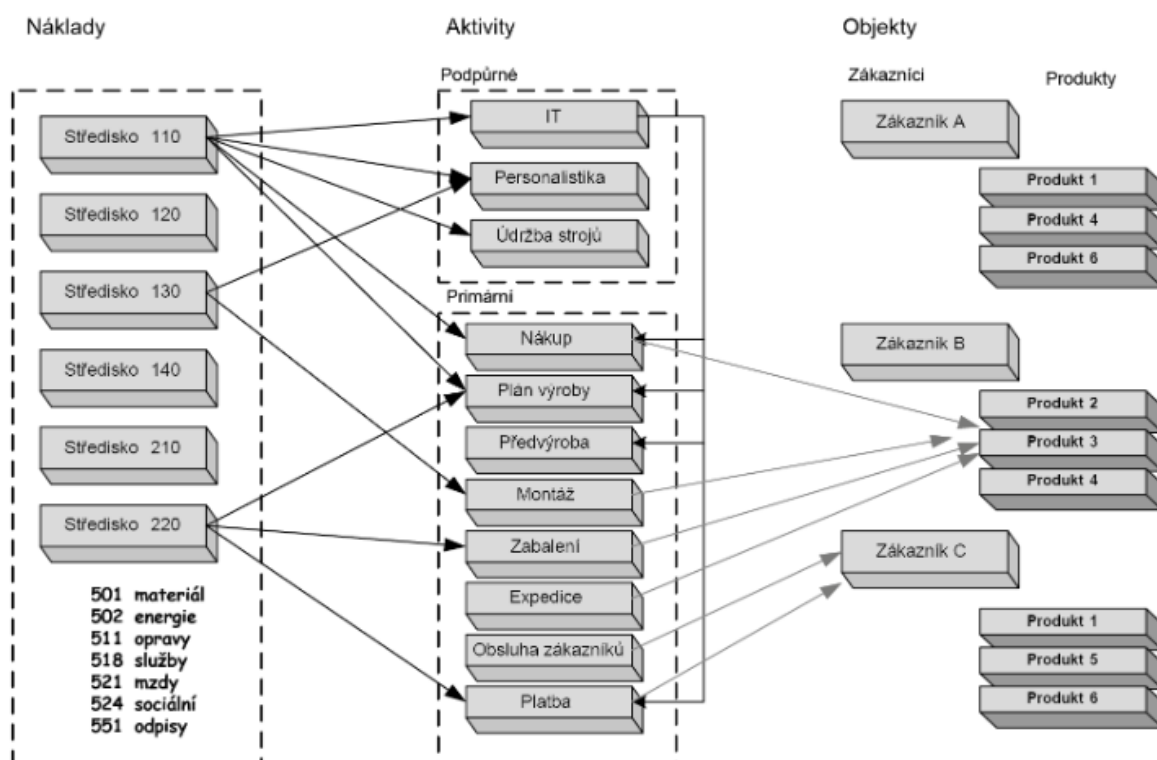 Náklady
Aktivity
Objekty
Podpůrné
Zákazníci
Produkty
Středisko 110
Středisko 120
Středisko 130
Středisko 140
Středisko 210
Středisko 220
501 materiál
502 energie
511 opravy
518 služby
521 mzdy
524 sociální
551 odpisy
IT
Personalistika
Údržba strojů
Primární
Nákup
Plán výroby
Předvýroba
Montáž
Zabalení
Expedice
Obsluha zákazníků
Platba
Zákazník A
Produkt 1
Produkt 4
Produkt 6
Zákazník B
Produkt 2
Produkt 3
Produkt 4
Zákazník C
Produkt 1
Produkt 5
Produkt 6